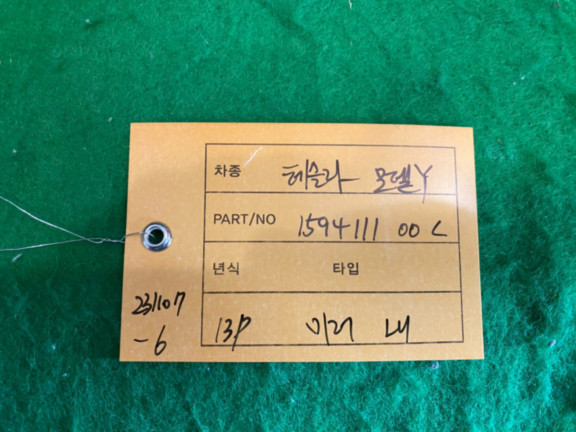 차종 테슬라 모델Y
PART/NO 1594111 00 C
년식 타입
13P 미러 내
231107
-6